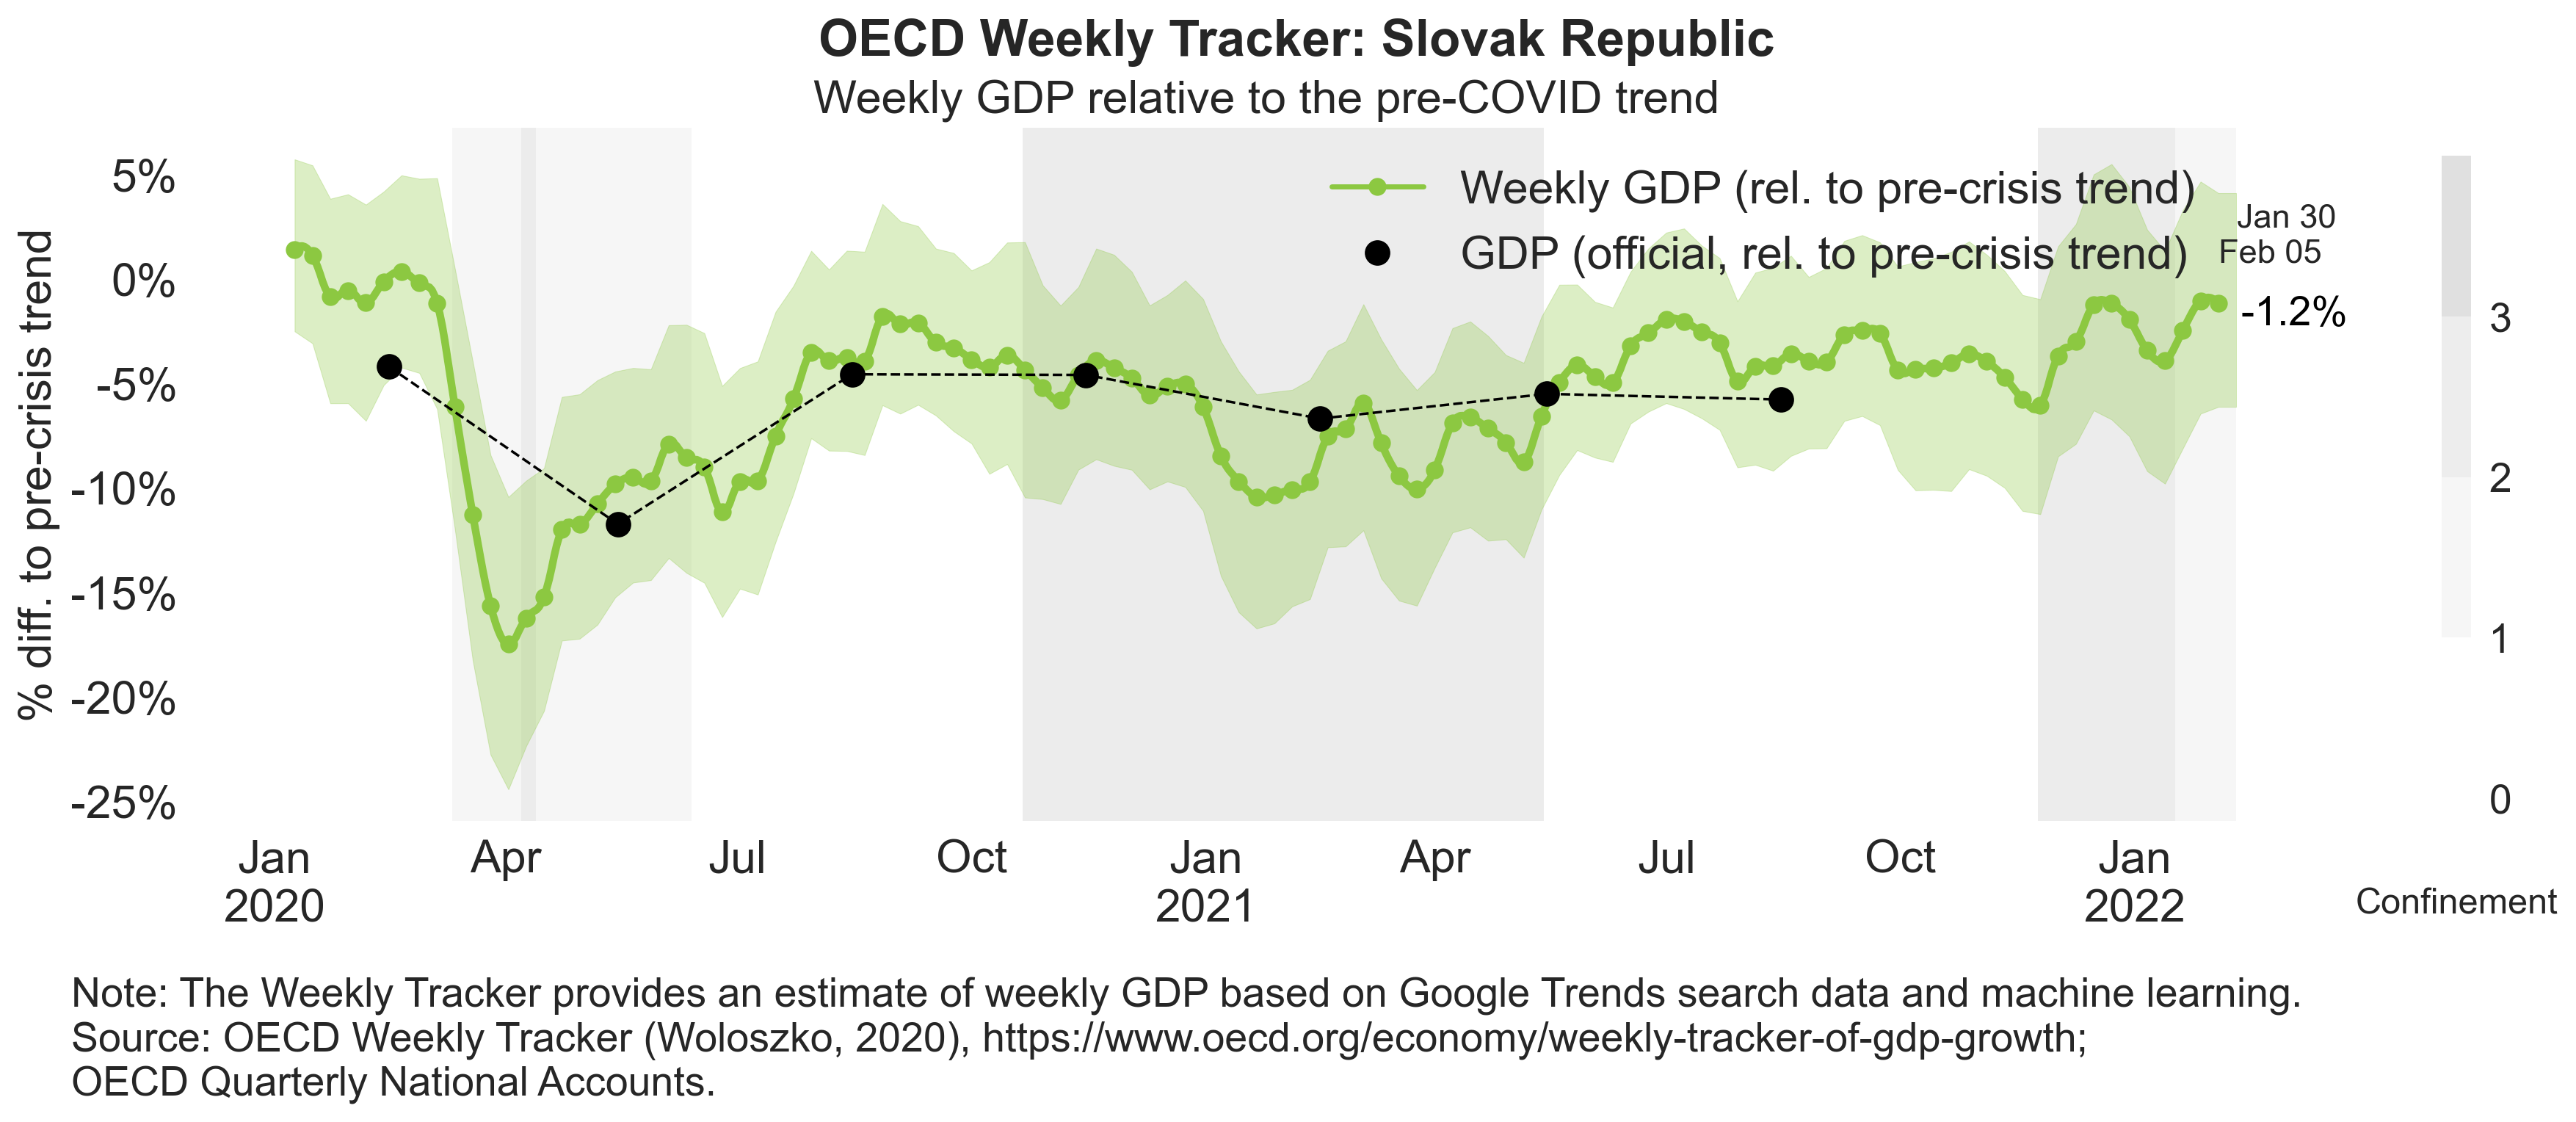 OECD Weekly Tracker: Slovak Republic
Weekly GDP relative to the pre-COVID trend
% diff. to pre-crisis trend
5%
0%
-5%
-10%
-15%
-20%
-25%
Weekly GDP (rel. to pre-crisis trend)
GDP (official, rel. to pre-crisis trend)
Jan 30
Feb 05
-1.2%
3
2
1
0
Confinement
Jan Apr Jul Oct Jan Apr Jul Oct Jan
2020 2021 2022
Note: The Weekly Tracker provides an estimate of weekly GDP based on Google Trends search data and machine learning.
Source: OECD Weekly Tracker (Woloszko, 2020), https://www.oecd.org/economy/weekly-tracker-of-gdp-growth;
OECD Quarterly National Accounts.